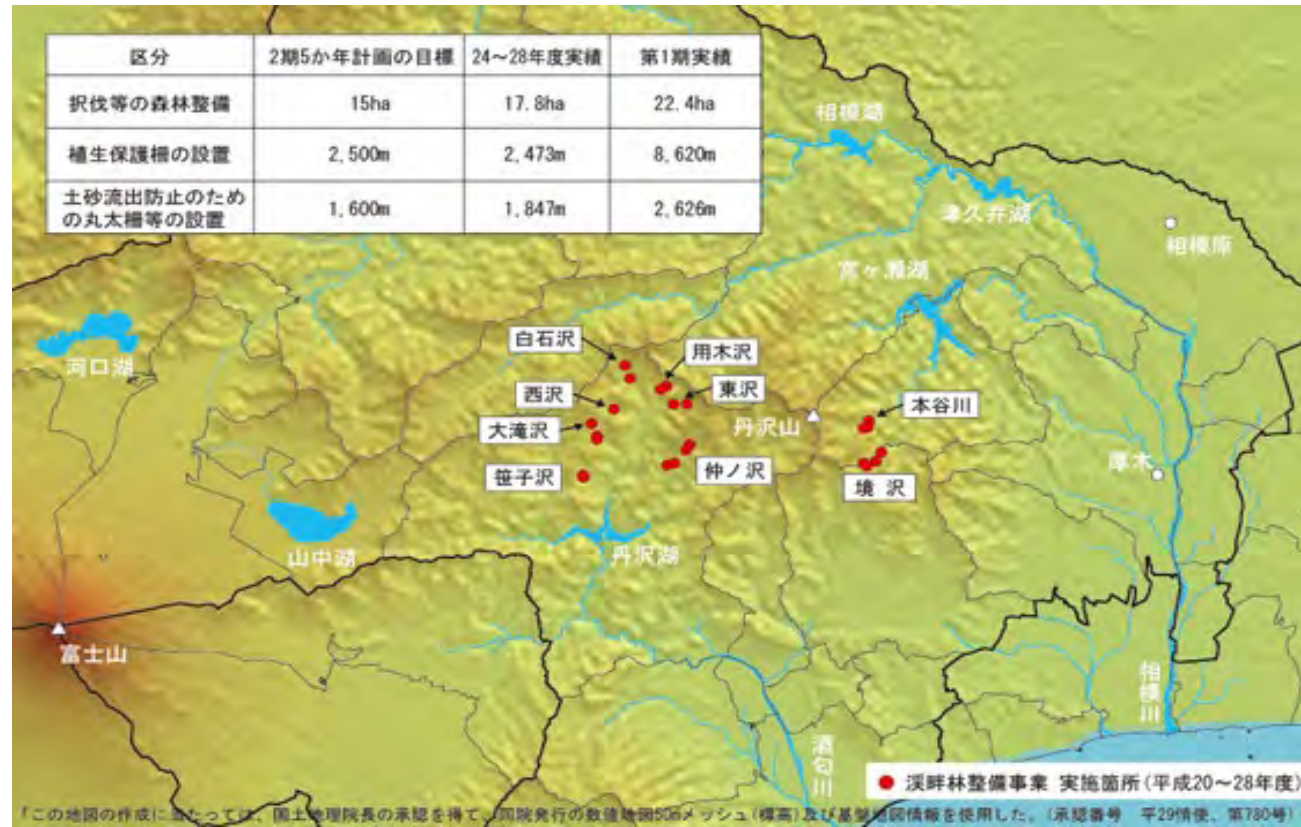 区分 2期5か年計画の目標 24〜28年度実績 第1期実績
択伐等の森林整備 15ha 17.8ha 22.4ha
植生保護柵の設置 2,500m 2,473m 8,620m
土砂流出防止のため
の丸太柵等の設置 1,600m 1,847m 2,626m
相模湖
津久井湖
相模原
宮ヶ瀬湖
河口湖
白石沢
用木沢
西沢
東沢
本谷川
大滝沢
丹沢山
笹子沢
仲ノ沢
境 沢
厚木
山中湖
丹沢湖
富士山
相模川
酒匂川
● 渓畔林整備事業 実施箇所(平成20〜28年度)
「この地図の作成に当たっては、国土地理院長の承認を得て、同院発行の数値地図50mメッシュ(標高)及び基盤地図情報を使用した。(承認番号 平29情使、第780号)